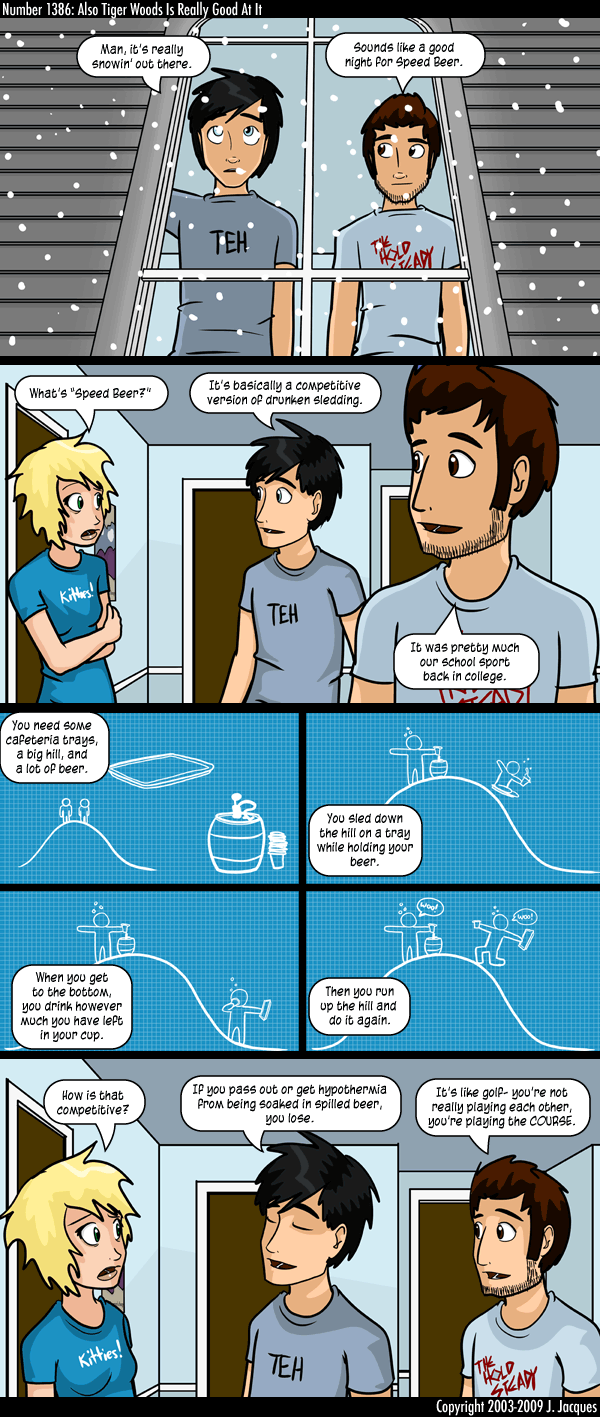 Number 1386: Also Tiger Woods Is Really Good At It
Man, it's really
snowin' out there.
Sounds like a good
night for Speed Beer.
TEH
THE
HOLD
STEADY
What's "Speed Beer?"
It's basically a competitive
version of drunken sledding.
Kitties!
TEH
It was pretty much
our school sport
back in college.
You need some
cafeteria trays,
a big hill, and
a lot of beer.
You sled down
the hill on a tray
while holding your
beer.
When you get
to the bottom,
you drink however
much you have left
in your cup.
WOO!
WOO!
Then you run
up the hill and
do it again.
How is that
competitive?
If you pass out or get hypothermia
from being soaked in spilled beer,
you lose.
It's like golf- you're not
really playing each other,
you're playing the COURSE.
Kitties!
TEH
THE
HOLD
STEADY
Copyright 2003-2009 J. Jacques